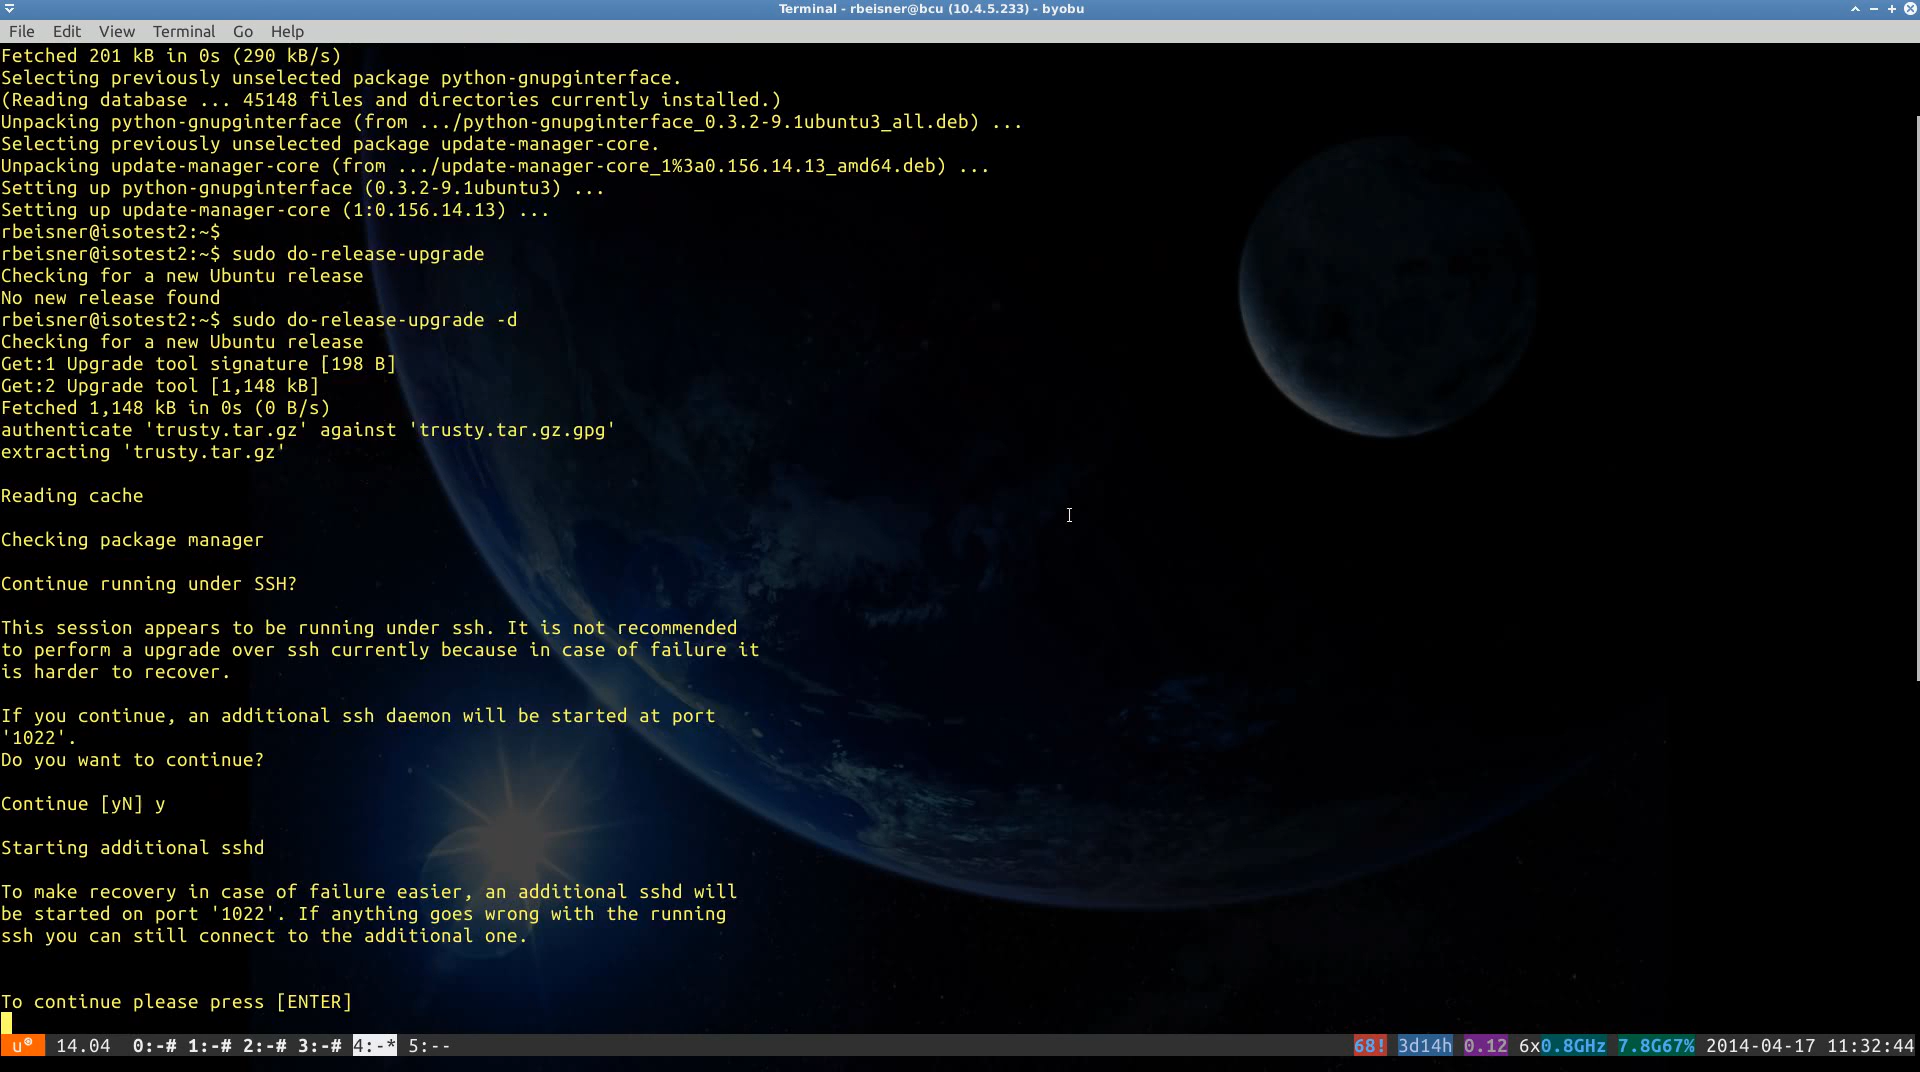 Terminal - rbeisner@bcu (10.4.5.233) - byobu
File Edit View Terminal Go Help
Fetched 201 kB in 0s (290 kB/s)
Selecting previously unselected package python-gnupginterface.
(Reading database ... 45148 files and directories currently installed.)
Unpacking python-gnupginterface (from .../python-gnupginterface_0.3.2-9.1ubuntu3_all.deb) ...
Selecting previously unselected package update-manager-core.
Unpacking update-manager-core (from .../update-manager-core_1%3a0.156.14.13_amd64.deb) ...
Setting up python-gnupginterface (0.3.2-9.1ubuntu3) ...
Setting up update-manager-core (1:0.156.14.13) ...
rbeisner@isotest2:~$
rbeisner@isotest2:~$ sudo do-release-upgrade
Checking for a new Ubuntu release
No new release found
rbeisner@isotest2:~$ sudo do-release-upgrade -d
Checking for a new Ubuntu release
Get:1 Upgrade tool signature [198 B]
Get:2 Upgrade tool [1,148 kB]
Fetched 1,148 kB in 0s (0 B/s)
authenticate 'trusty.tar.gz' against 'trusty.tar.gz.gpg'
extracting 'trusty.tar.gz'
Reading cache
Checking package manager
Continue running under SSH?
This session appears to be running under ssh. It is not recommended
to perform a upgrade over ssh currently because in case of failure it
is harder to recover.
If you continue, an additional ssh daemon will be started at port
'1022'.
Do you want to continue?
Continue [yN] y
Starting additional sshd
To make recovery in case of failure easier, an additional sshd will
be started on port '1022'. If anything goes wrong with the running
ssh you can still connect to the additional one.
To continue please press [ENTER]
u® 14.04 0:-# 1:-# 2:-# 3:-# 4:-* 5:-- 68! 3d14h 0.12 6x0.8GHz 7.8G67% 2014-04-17 11:32:44